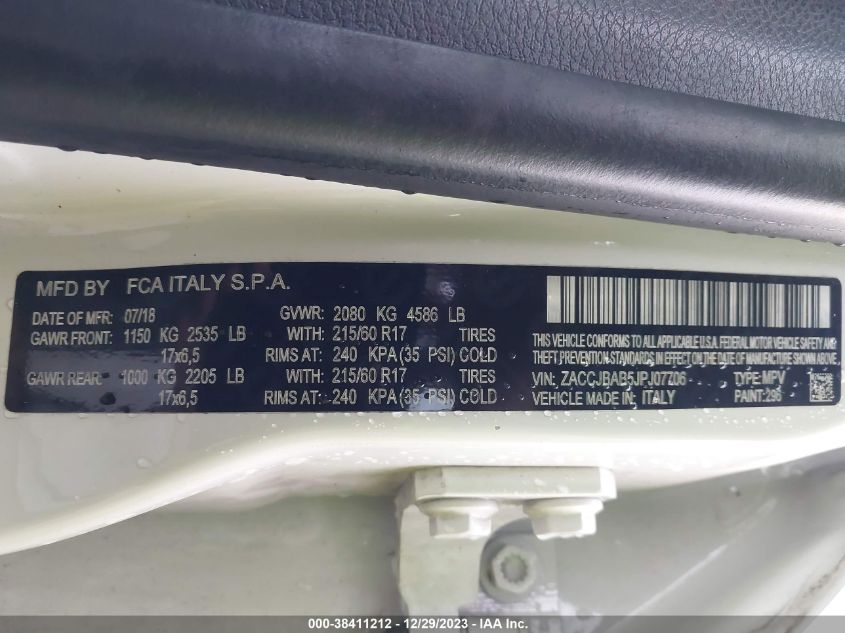 MFD BY FCA ITALY S.P.A.
DATE OF MFR: 07/18 GVWR: 2080 KG 4586 LB
GAWR FRONT: 1150 KG 2535 LB WITH: 215/60 R17 TIRES
17x6,5 RIMS AT: 240 KPA (35 PSI) COLD
GAWR REAR: 1000 KG 2205 LB WITH: 215/60 R17 TIRES
17x6,5 RIMS AT: 240 KPA (35 PSI) COLD
THIS VEHICLE CONFORMS TO ALL APPLICABLE U.S.A. FEDERAL MOTOR VEHICLE SAFETY AND
THEFT PREVENTION STANDARDS IN EFFECT ON THE DATE OF MANUFACTURE SHOWN ABOVE.
VIN: ZACCJBAB5JPJ07706 TYPE: MPV
VEHICLE MADE IN: ITALY PAINT: 296
000-38411212 - 12/29/2023 - IAA Inc.